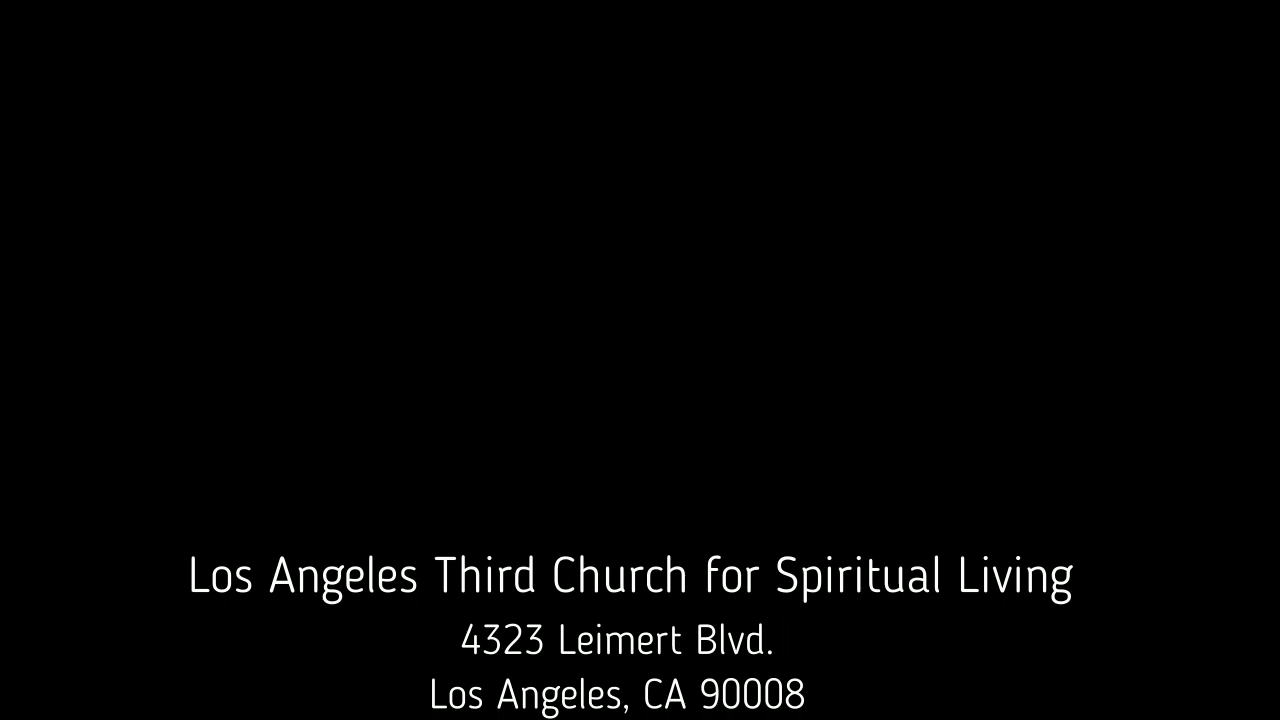 Los Angeles Third Church for Spiritual Living
4323 Leimert Blvd.
Los Angeles, CA 90008